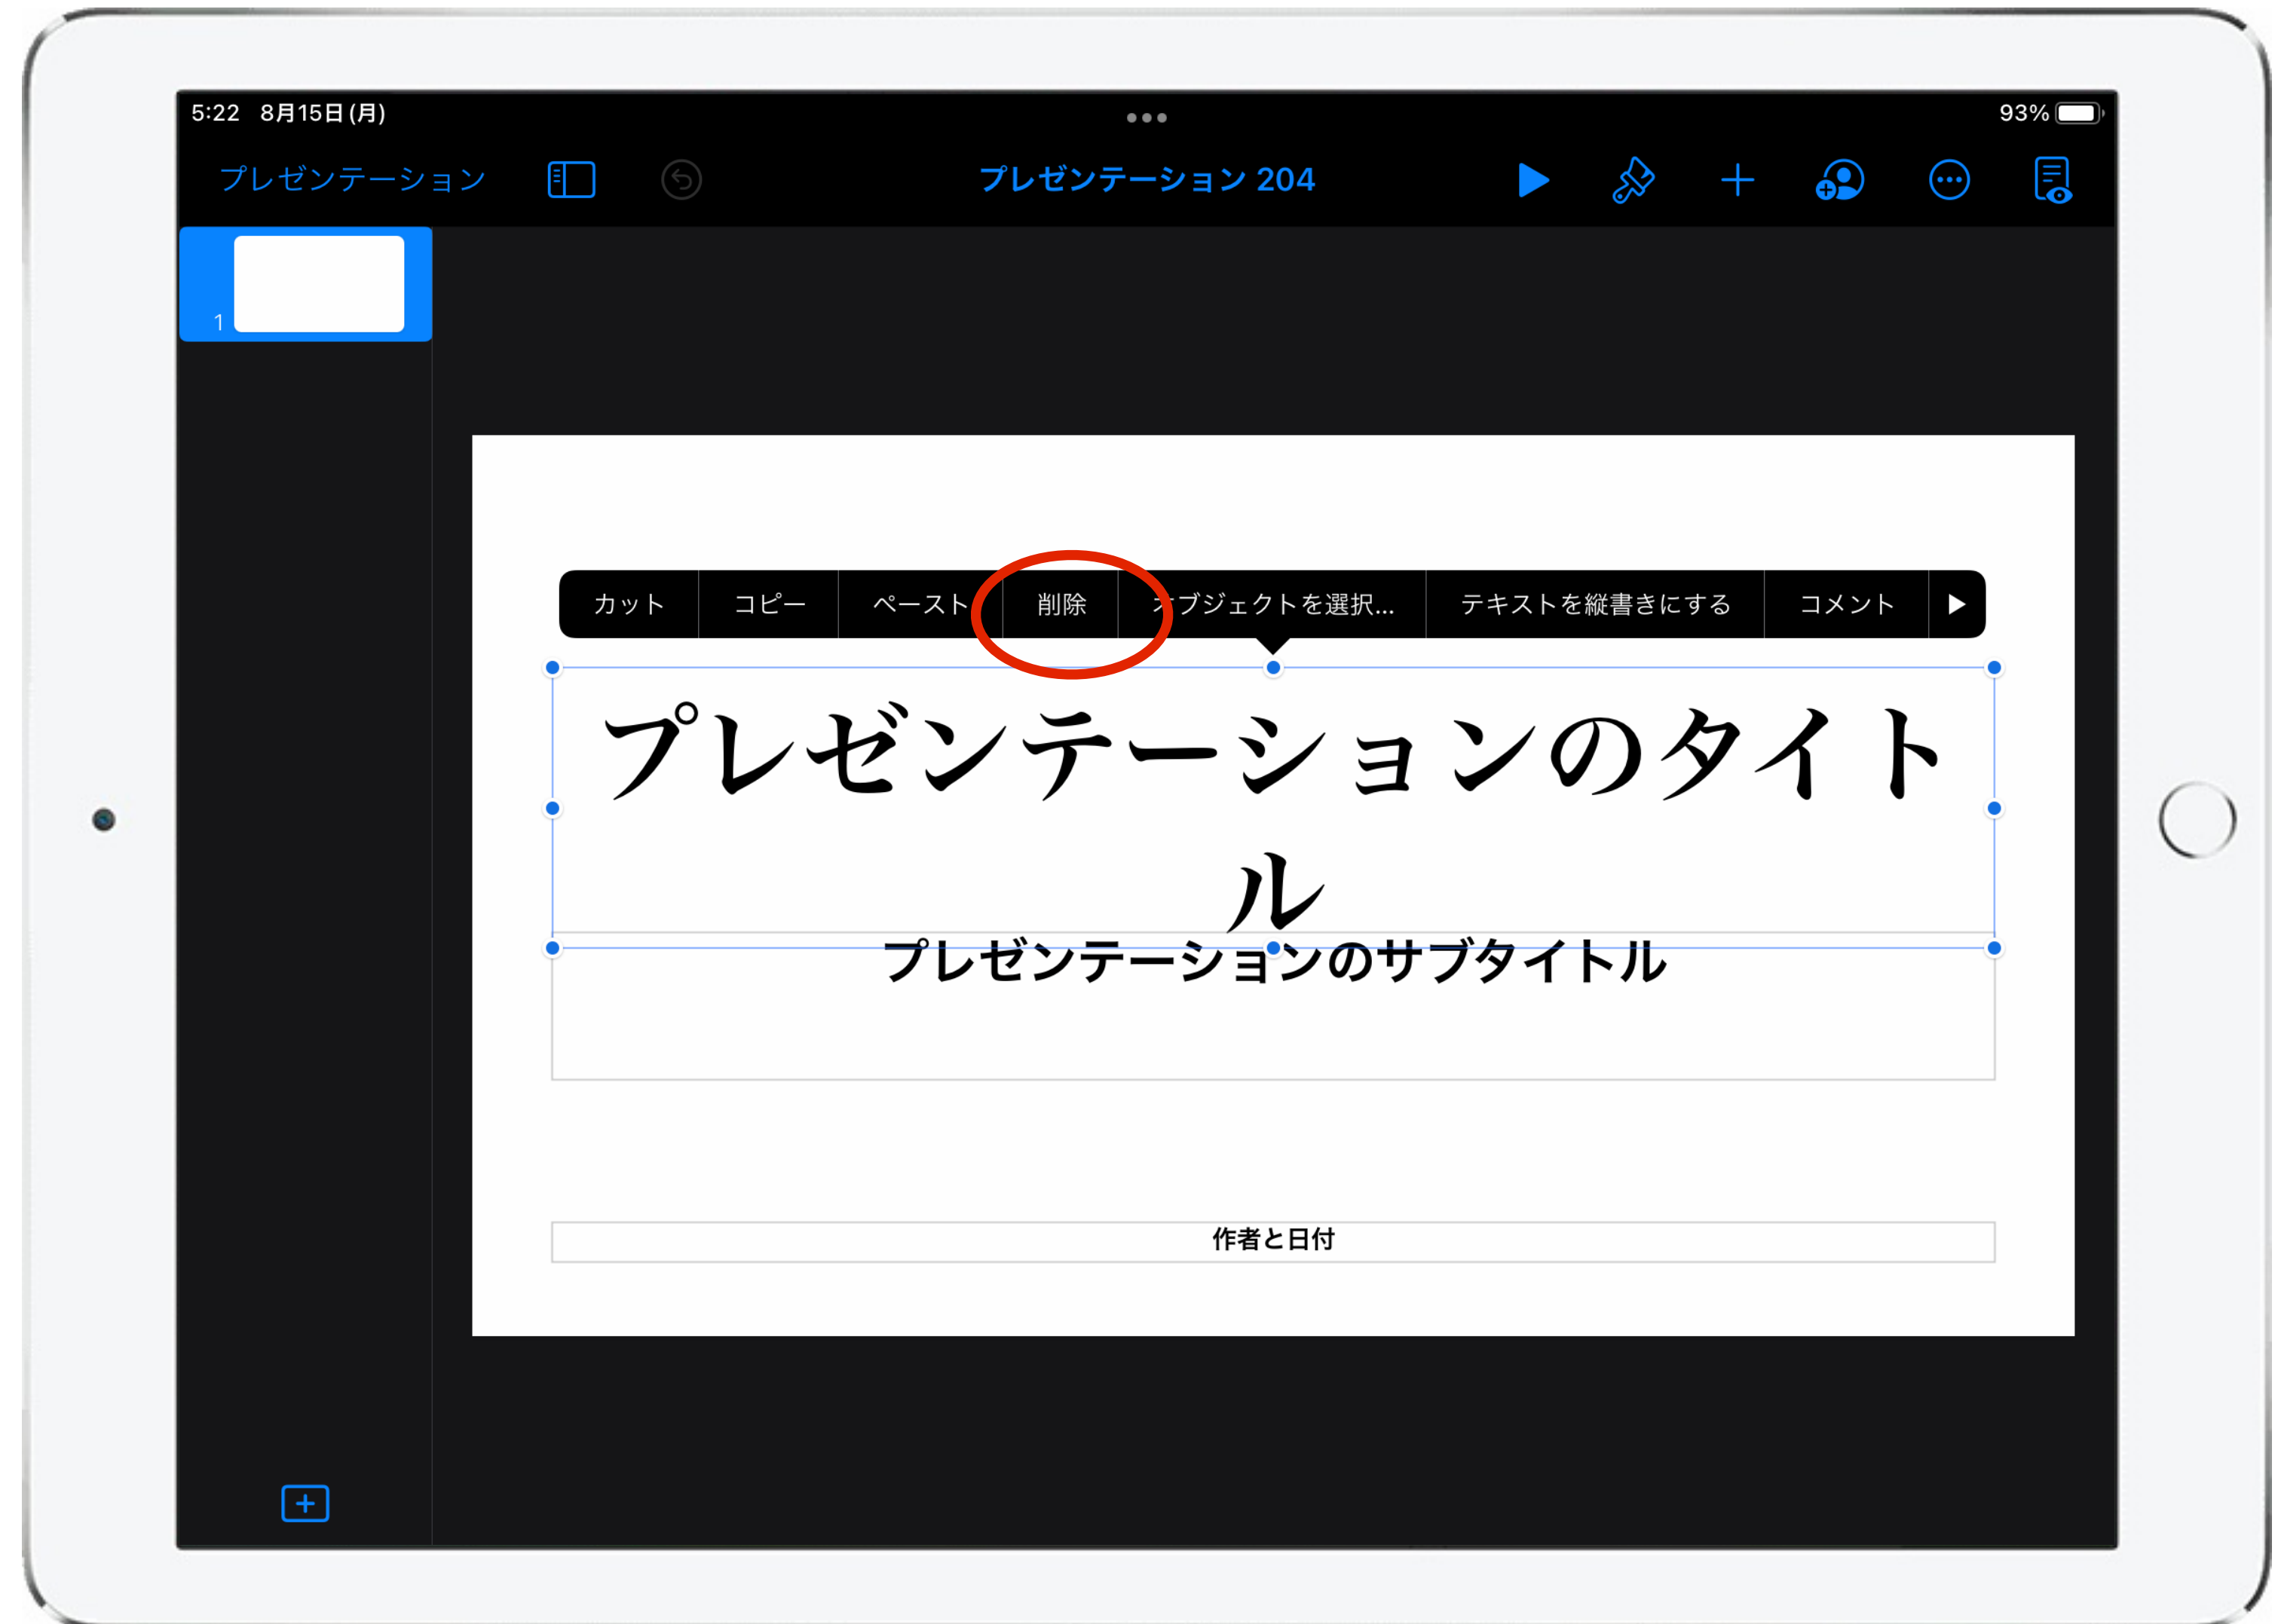 5:22 8月15日(月)
93%
プレゼンテーション
プレゼンテーション 204
1
カット コピー ペースト 削除 オブジェクトを選択... テキストを縦書きにする コメント
プレゼンテーションのタイト
ル
プレゼンテーションのサブタイトル
作者と日付